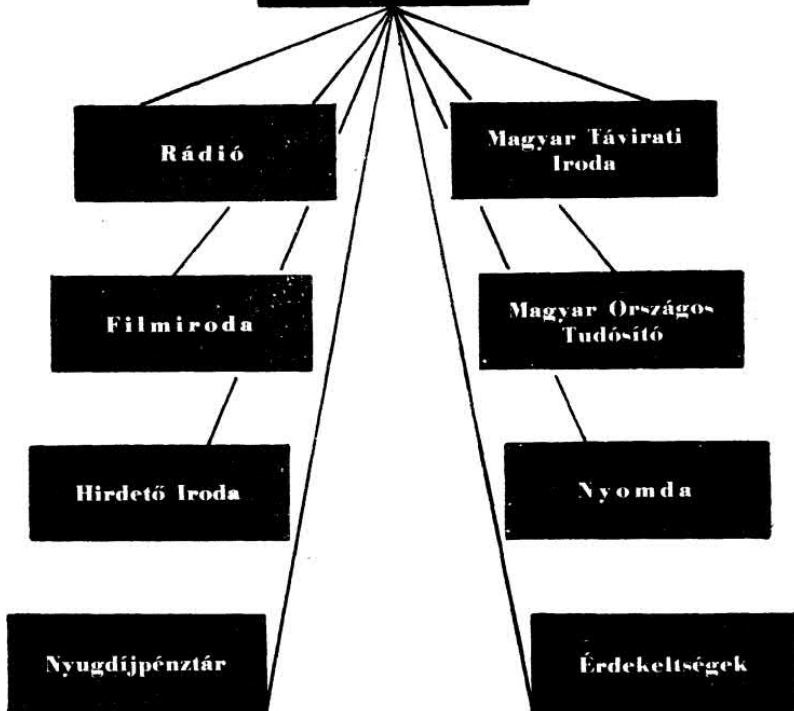 Rádió
Magyar Távirati
Iroda
Filmiroda
Magyar Országos
Tudósító
Hirdető Iroda
Nyomda
Nyugdíjpénztár
Érdekeltségek